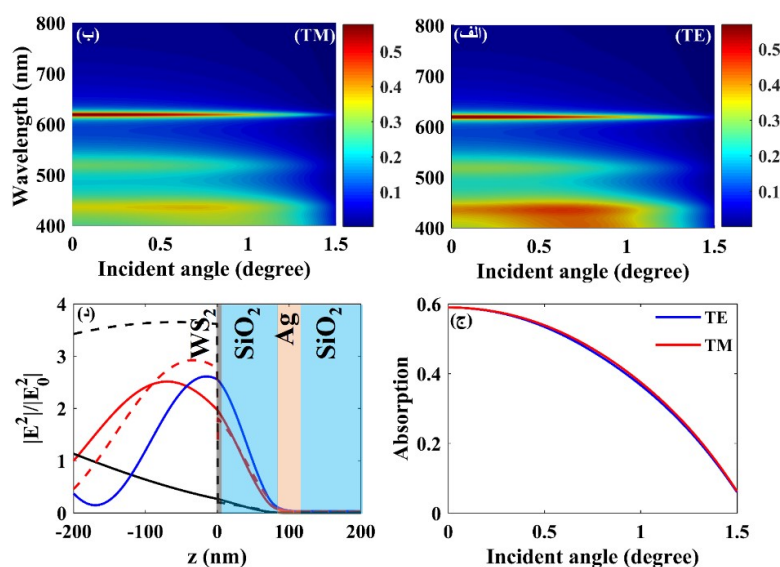 (ب)
(TM)
800
700
600
500
400
Wavelength (nm)
0
0.5
1
1.5
Incident angle (degree)
0.5
0.4
0.3
0.2
0.1
(الف)
(TE)
800
700
600
500
400
0
0.5
1
1.5
Incident angle (degree)
0.5
0.4
0.3
0.2
0.1
(د)
WS2
SiO2
Ag
SiO2
4
3
2
1
0
|E²|/|E₀²|
-200
-100
0
100
200
z (nm)
(ج)
TE
TM
0.6
0.4
0.2
0
Absorption
0
0.5
1
1.5
Incident angle (degree)